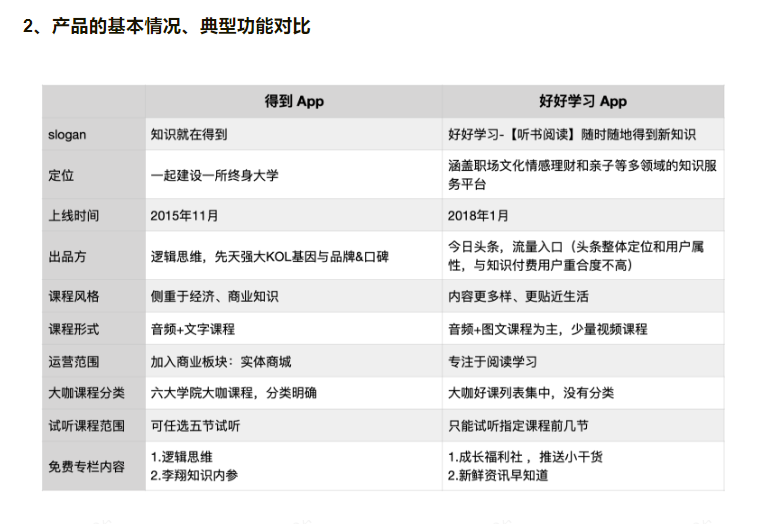 2、产品的基本情况、典型功能对比
得到 App 好好学习 App
slogan 知识就在得到 好好学习-【听书阅读】随时随地得到新知识
定位 一起建设一所终身大学 涵盖职场文化情感理财和亲子等多领域的知识服
务平台
上线时间 2015年11月 2018年1月
出品方 逻辑思维，先天强大KOL基因与品牌&口碑 今日头条，流量入口（头条整体定位和用户属
性，与知识付费用户重合度不高）
课程风格 侧重于经济、商业知识 内容更多样、更贴近生活
课程形式 音频+文字课程 音频+图文课程为主，少量视频课程
运营范围 加入商业板块：实体商城 专注于阅读学习
大咖课程分类 六大学院大咖课程，分类明确 大咖好课列表集中，没有分类
试听课程范围 可任选五节试听 只能试听指定课程前几节
免费专栏内容 1.逻辑思维 1.成长福利社 ，推送小干货
2.李翔知识内参 2.新鲜资讯早知道